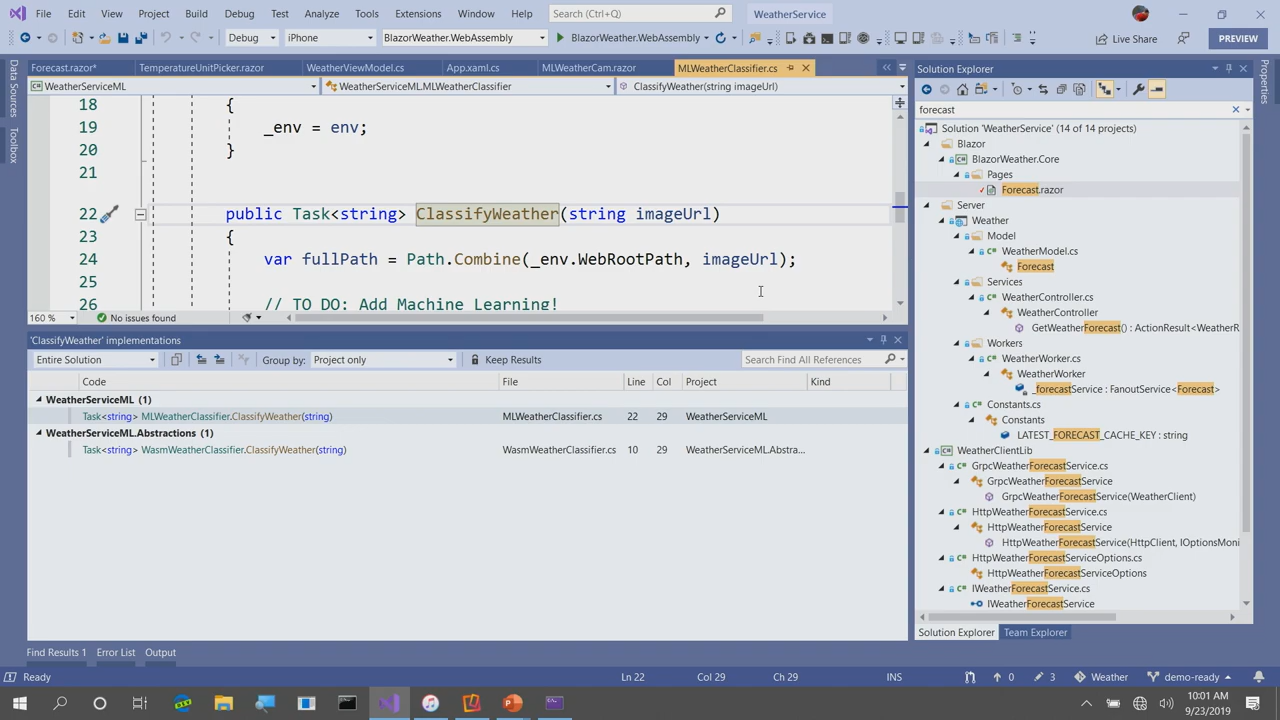 File Edit View Project Build Debug Test Analyze Tools Extensions Window Help Search (Ctrl+Q) WeatherService
Debug iPhone BlazorWeather.WebAssembly BlazorWeather.WebAssembly Live Share PREVIEW
Forecast.razor* TemperatureUnitPicker.razor WeatherViewModel.cs App.xaml.cs MLWeatherCam.razor MLWeatherClassifier.cs
WeatherServiceML WeatherServiceML.MLWeatherClassifier ClassifyWeather(string imageUrl)
Data Sources
Toolbox
18 {
19 _env = env;
20 }
21
22 public Task<string> ClassifyWeather(string imageUrl)
23 {
24 var fullPath = Path.Combine(_env.WebRootPath, imageUrl);
25
26 // TO DO: Add Machine Learning!
160 % No issues found
'ClassifyWeather' implementations
Entire Solution Group by: Project only Keep Results Search Find All References
Code File Line Col Project Kind
WeatherServiceML (1)
Task<string> MLWeatherClassifier.ClassifyWeather(string) MLWeatherClassifier.cs 22 29 WeatherServiceML
WeatherServiceML.Abstractions (1)
Task<string> WasmWeatherClassifier.ClassifyWeather(string) WasmWeatherClassifier.cs 10 29 WeatherServiceML.Abstra...
Find Results 1 Error List Output
Solution Explorer
forecast
Solution 'WeatherService' (14 of 14 projects)
Blazor
BlazorWeather.Core
Pages
Forecast.razor
Server
Weather
Model
WeatherModel.cs
Forecast
Services
WeatherController.cs
WeatherController
GetWeatherForecast() : ActionResult<WeatherR
Workers
WeatherWorker.cs
WeatherWorker
_forecastService : FanoutService<Forecast>
Constants.cs
Constants
LATEST_FORECAST_CACHE_KEY : string
WeatherClientLib
GrpcWeatherForecastService.cs
GrpcWeatherForecastService
GrpcWeatherForecastService(WeatherClient)
HttpWeatherForecastService.cs
HttpWeatherForecastService
HttpWeatherForecastService(HttpClient, IOptionsMoni
HttpWeatherForecastServiceOptions.cs
HttpWeatherForecastServiceOptions
IWeatherForecastService.cs
IWeatherForecastService
Solution Explorer Team Explorer
Properties
Ready Ln 22 Col 29 Ch 29 INS 0 3 Weather demo-ready
10:01 AM
9/23/2019